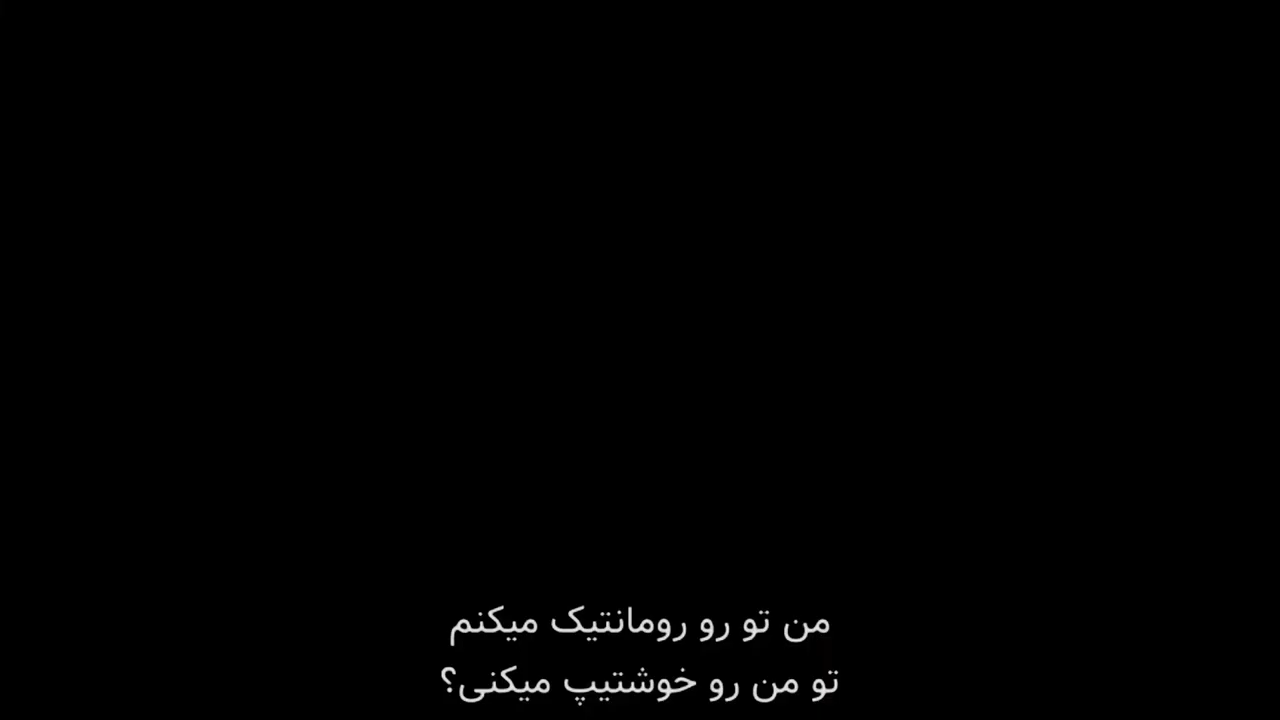 من تو رو رومانتیک میکنم
تو من رو خوشتیپ میکنی؟